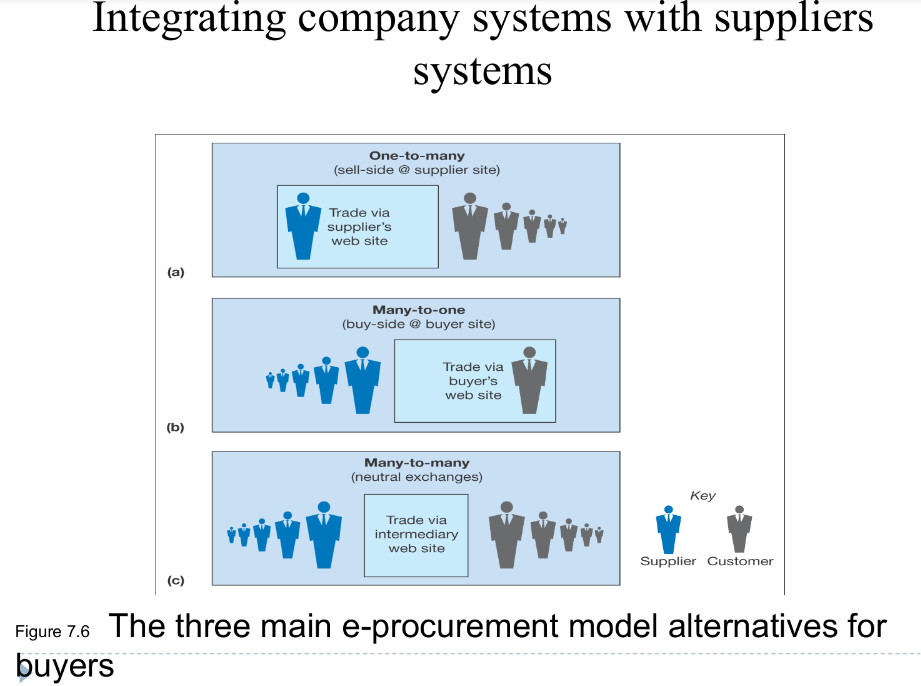 Integrating company systems with suppliers
systems
One-to-many
(sell-side @ supplier site)
Trade via
supplier's
web site
(a)
Many-to-one
(buy-side @ buyer site)
Trade via
buyer's
web site
(b)
Many-to-many
(neutral exchanges)
Trade via
intermediary
web site
(c)
Key
Supplier Customer
Figure 7.6 The three main e-procurement model alternatives for
buyers